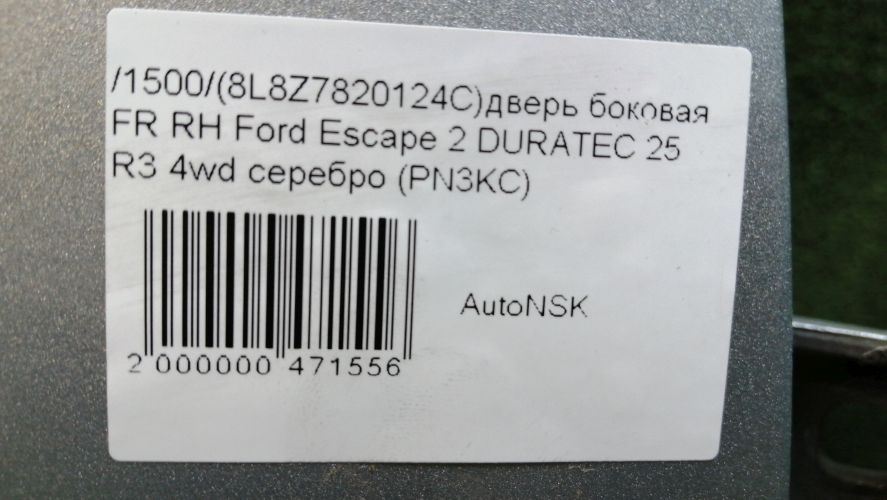 /1500/(8L8Z7820124C)дверь боковая
FR RH Ford Escape 2 DURATEC 25
R3 4wd серебро (PN3KC)
AutoNSK
2 000000 471556